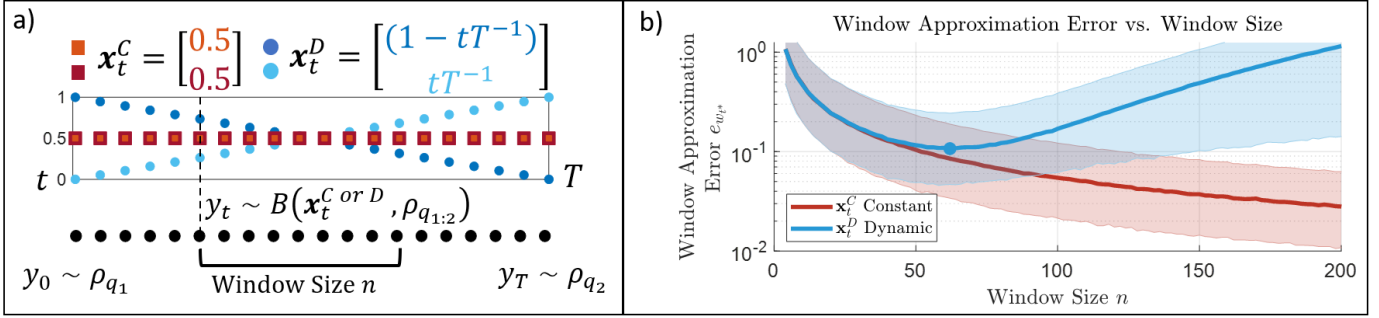 a)
𝒙_t^C = [0.5 0.5] 𝒙_t^D = [(1 − tT⁻¹) tT⁻¹]
1
0.5
0
t
T
y_t ~ B(𝒙_t^{C or D}, ρ_{q_{1:2}})
y_0 ~ ρ_{q_1}
Window Size n
y_T ~ ρ_{q_2}
b)
Window Approximation Error vs. Window Size
Window Approximation
Error e_{w_{t*}}
10⁰
10⁻¹
10⁻²
x_t^C Constant
x_t^D Dynamic
0 50 100 150 200
Window Size n